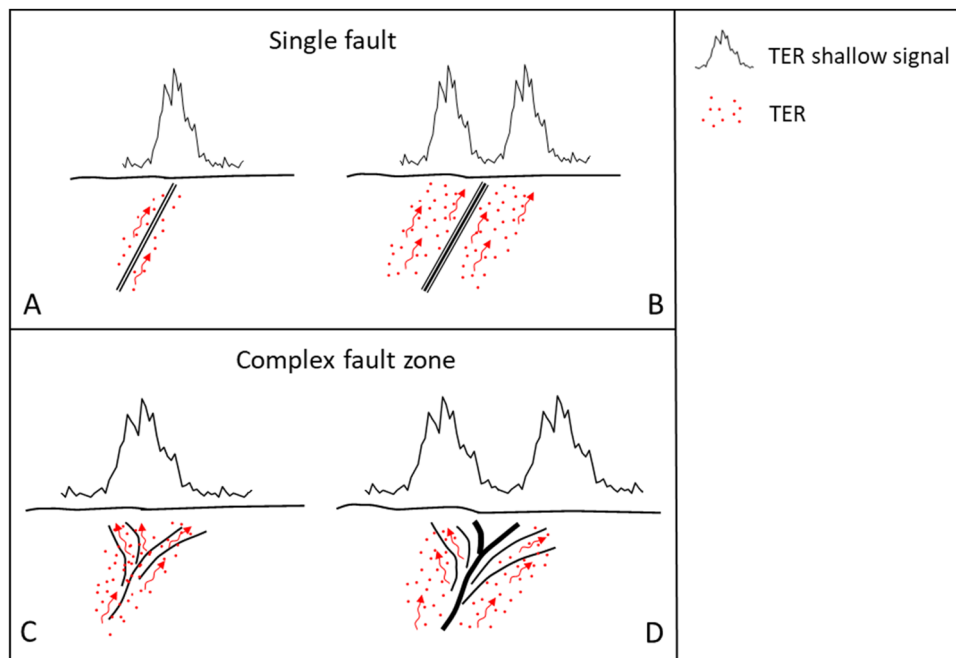 Single fault
TER shallow signal
TER
A
B
Complex fault zone
C
D